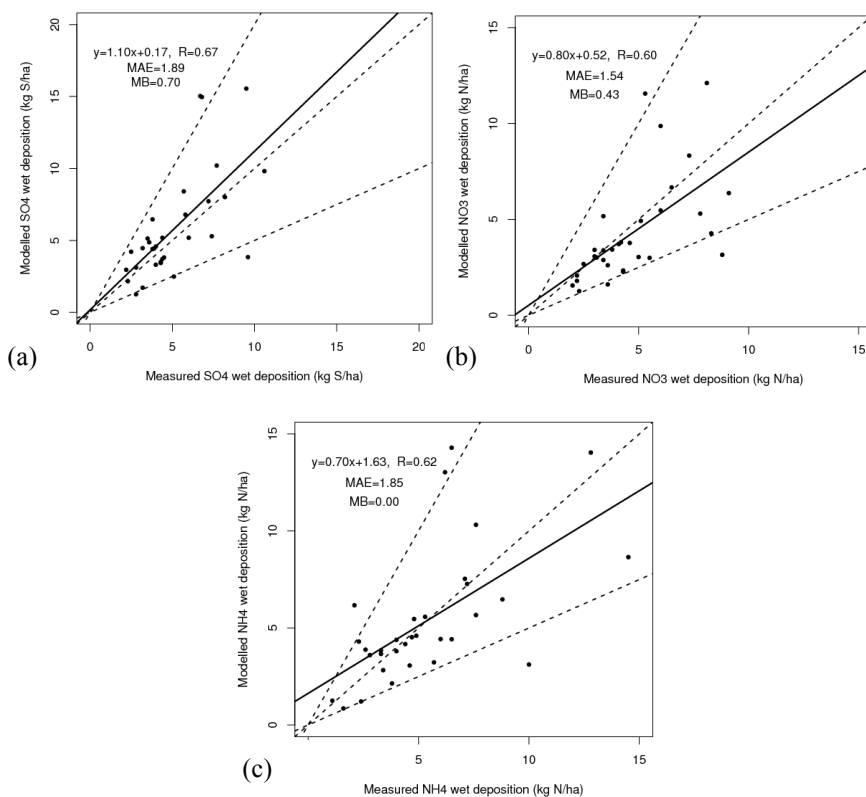 y=1.10x+0.17, R=0.67
MAE=1.89
MB=0.70
Modelled SO4 wet deposition (kg S/ha)
20
15
10
5
0
0 5 10 15 20
Measured SO4 wet deposition (kg S/ha)
(a)
y=0.80x+0.52, R=0.60
MAE=1.54
MB=0.43
Modelled NO3 wet deposition (kg N/ha)
15
10
5
0
0 5 10 15
Measured NO3 wet deposition (kg N/ha)
(b)
y=0.70x+1.63, R=0.62
MAE=1.85
MB=0.00
Modelled NH4 wet deposition (kg N/ha)
15
10
5
0
5 10 15
Measured NH4 wet deposition (kg N/ha)
(c)